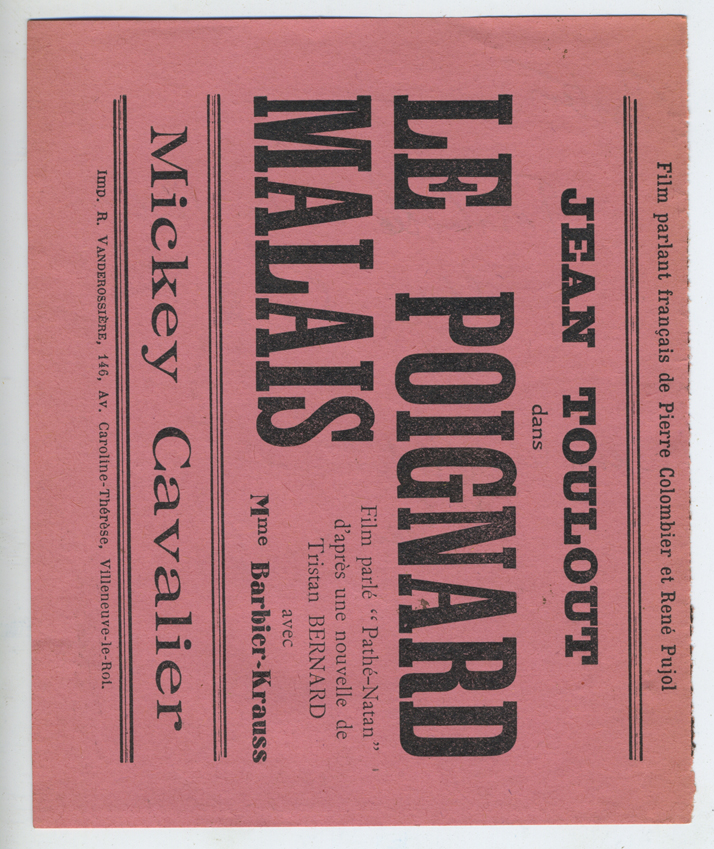 Film parlant français de Pierre Colombier et René Pujol
JEAN TOULOUT
dans
LE POIGNARD
MALAIS
Film parlé “Pathé-Natan”
d'après une nouvelle de
Tristan BERNARD
avec
Mme Barbier-Krauss
Mickey Cavalier
Imp. R. VANDEROSSIÈRE, 146, Av. Caroline-Thérèse, Villeneuve-le-Roi.